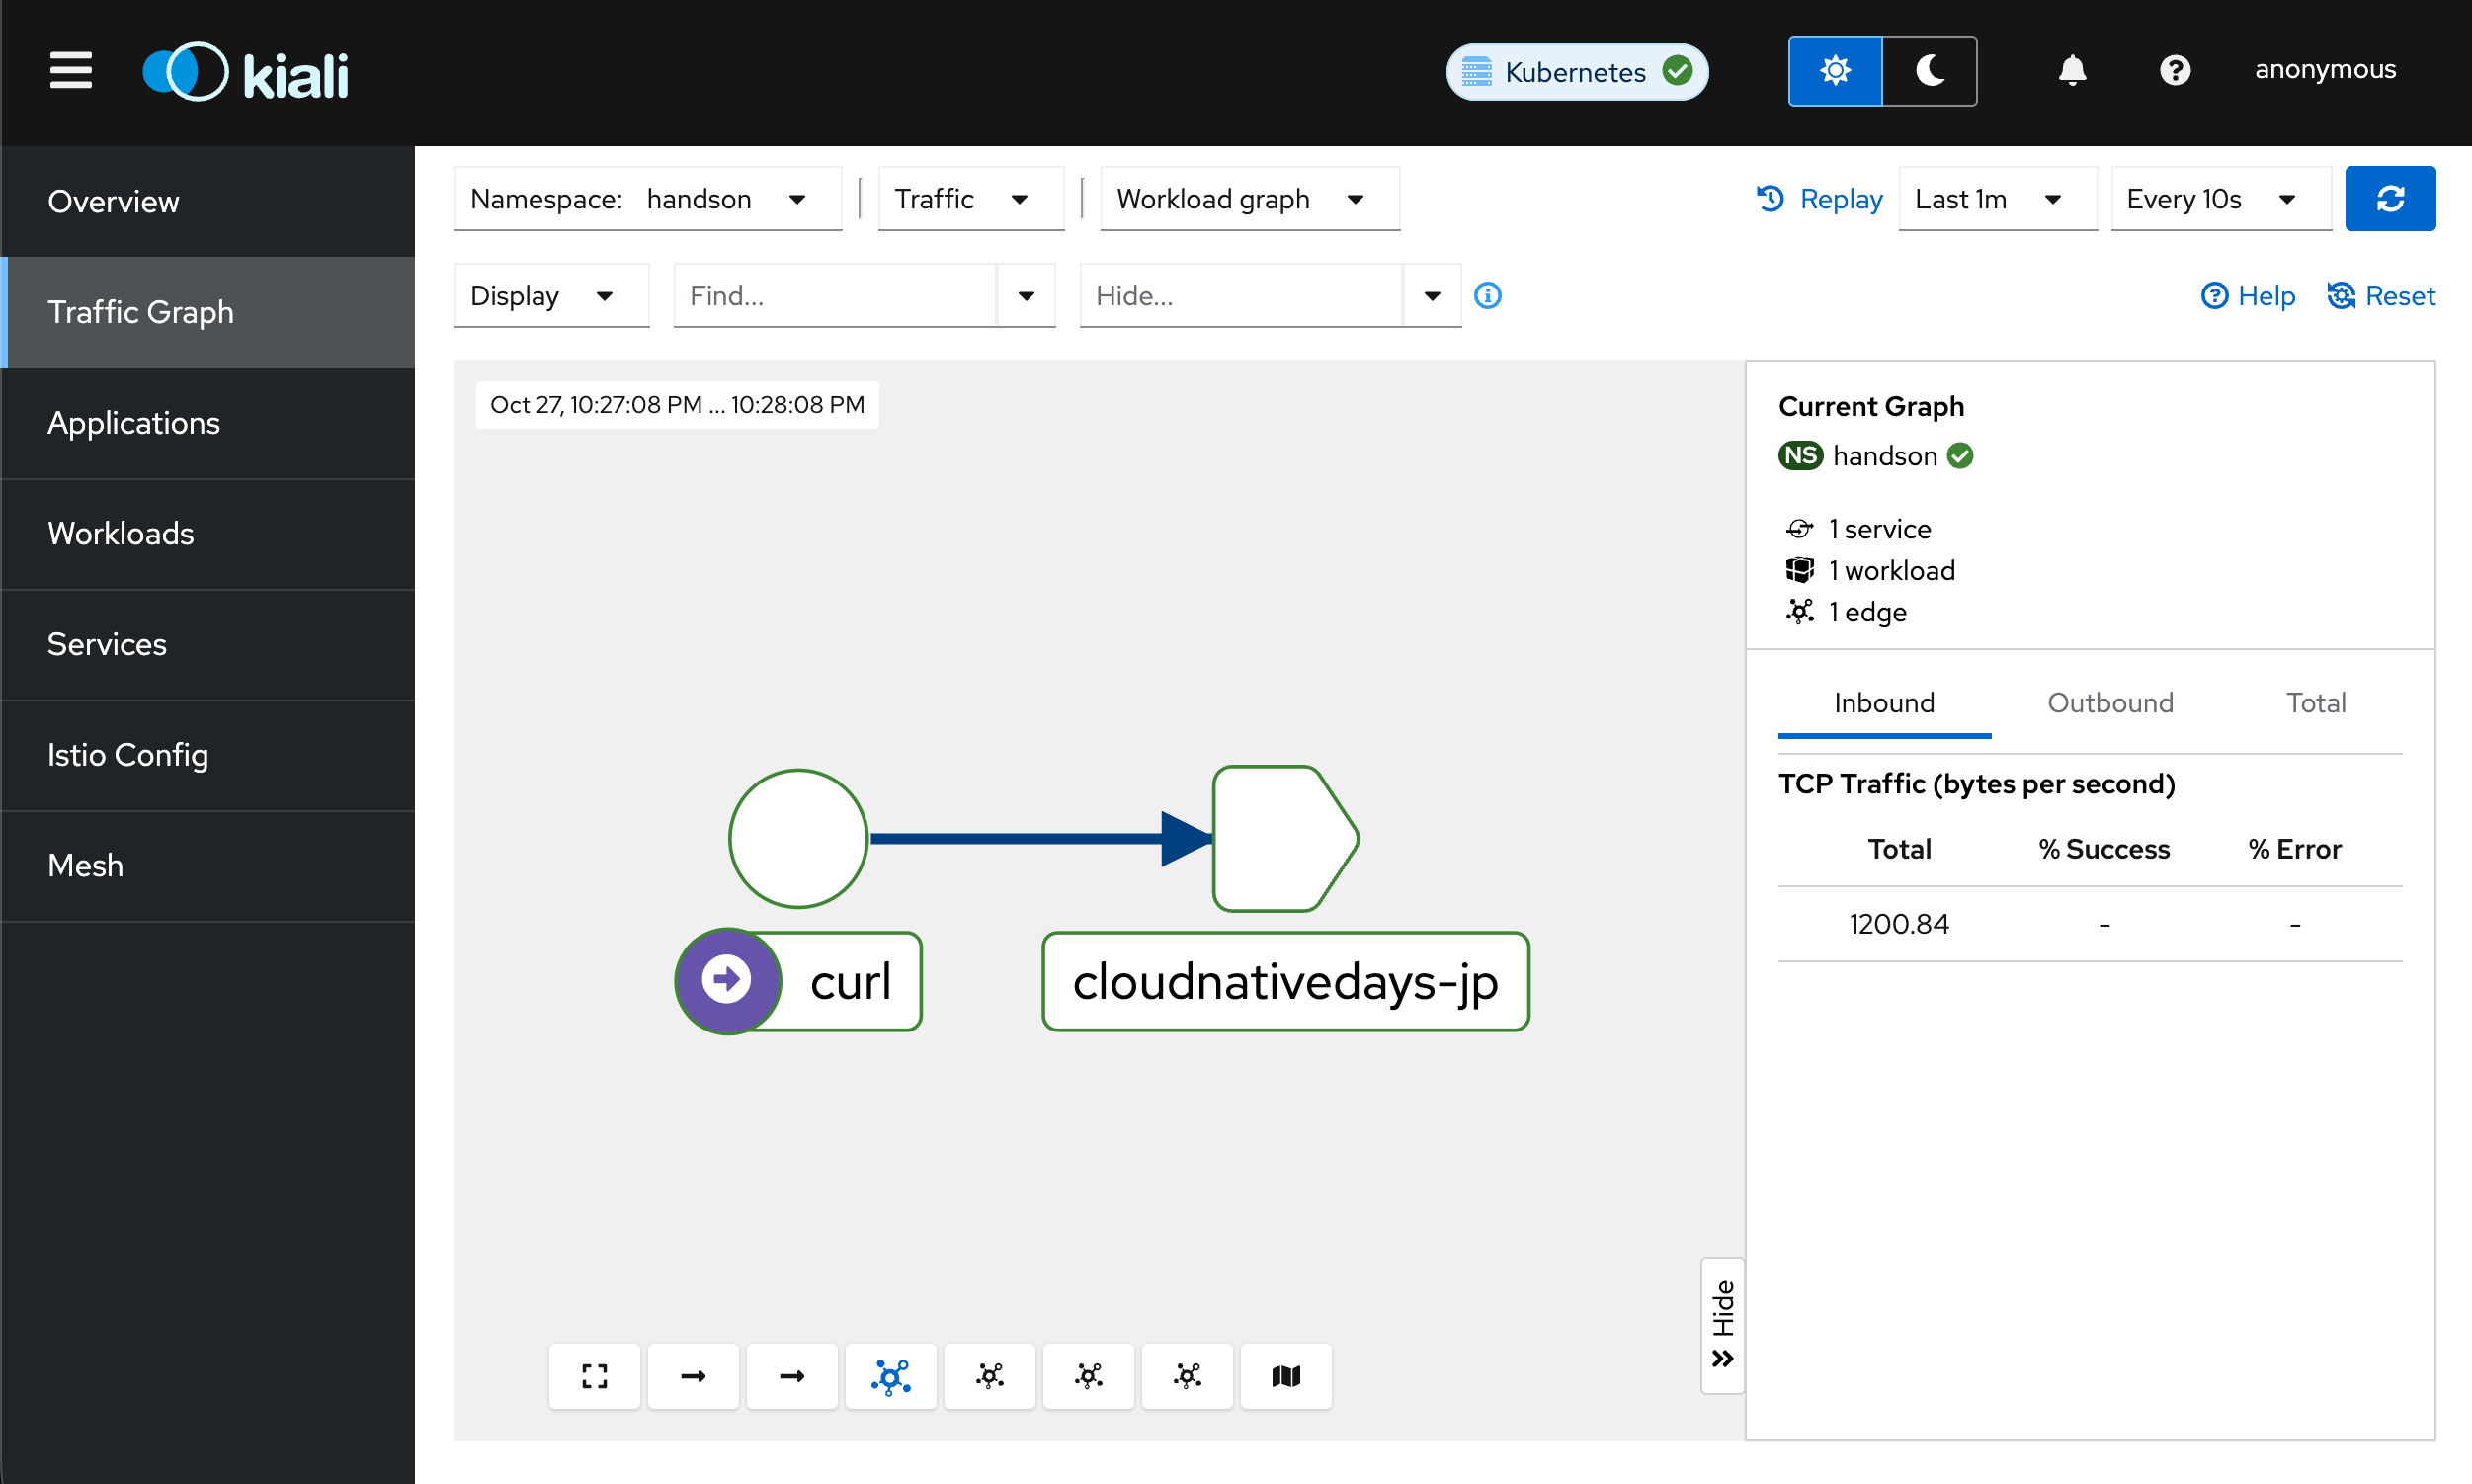 kiali
Kubernetes
anonymous
Overview
Traffic Graph
Applications
Workloads
Services
Istio Config
Mesh
Namespace: handson
Traffic
Workload graph
Replay
Last 1m
Every 10s
Display
Find...
Hide...
Help
Reset
Oct 27, 10:27:08 PM ... 10:28:08 PM
curl
cloudnativedays-jp
Hide
Current Graph
NS handson
1 service
1 workload
1 edge
Inbound Outbound Total
TCP Traffic (bytes per second)
Total % Success % Error
1200.84 - -